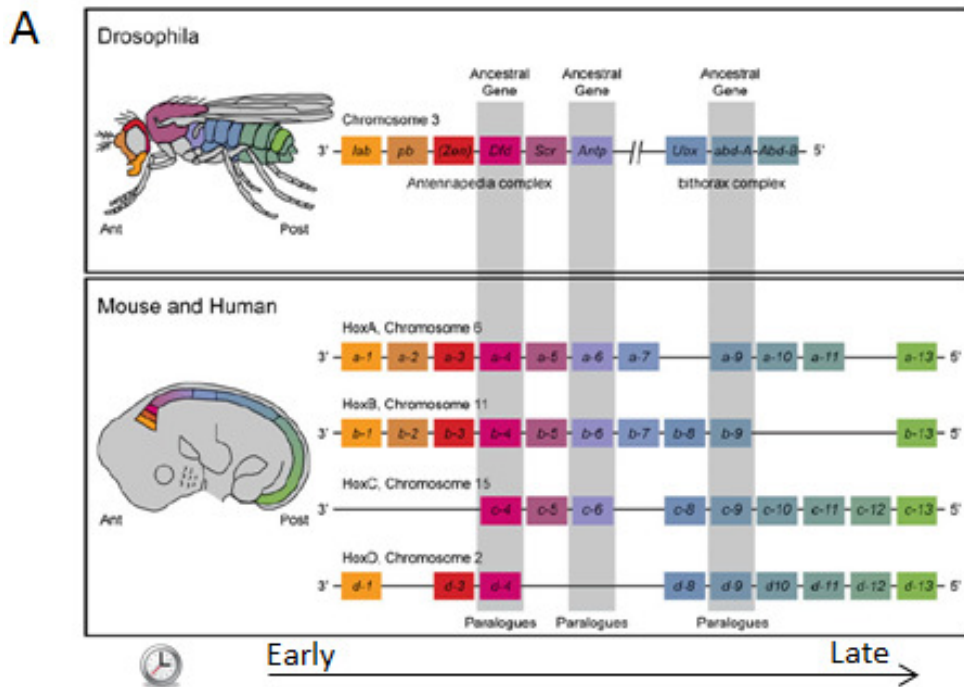 A
Drosophila
Ancestral Gene Ancestral Gene Ancestral Gene
Chromosome 3
3' lab pb (Zen) Dfd Scr Antp // Ubx abd-A Abd-B 5'
Antennapedia complex bithorax complex
Ant Post
Mouse and Human
HoxA, Chromosome 6
3' a-1 a-2 a-3 a-4 a-5 a-6 a-7 a-9 a-10 a-11 a-13 5'
HoxB, Chromosome 11
3' b-1 b-2 b-3 b-4 b-5 b-6 b-7 b-8 b-9 b-13 5'
HoxC, Chromosome 15
3' c-4 c-5 c-6 c-8 c-9 c-10 c-11 c-12 c-13 5'
Ant Post
HoxD, Chromosome 2
3' d-1 d-3 d-4 d-8 d-9 d10 d-11 d-12 d-13 5'
Paralogues Paralogues Paralogues
Early Late